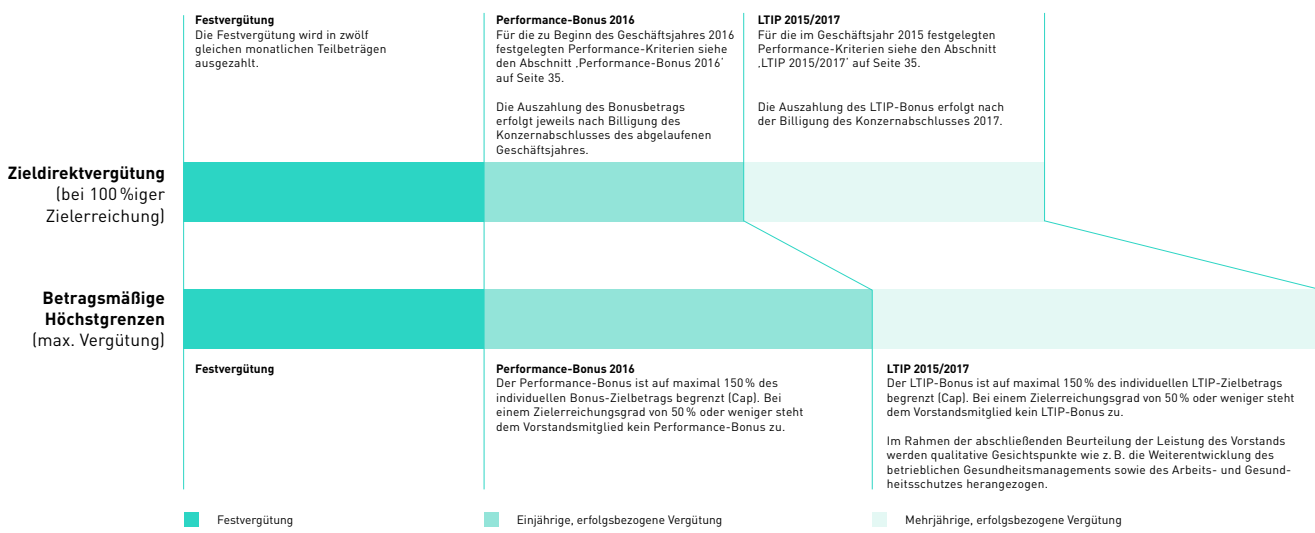 Festvergütung
Die Festvergütung wird in zwölf
gleichen monatlichen Teilbeträgen
ausgezahlt.
Performance-Bonus 2016
Für die zu Beginn des Geschäftsjahres 2016
festgelegten Performance-Kriterien siehe
den Abschnitt ‚Performance-Bonus 2016‘
auf Seite 35.
Die Auszahlung des Bonusbetrags
erfolgt jeweils nach Billigung des
Konzernabschlusses des abgelaufenen
Geschäftsjahres.
LTIP 2015/2017
Für die im Geschäftsjahr 2015 festgelegten
Performance-Kriterien siehe den Abschnitt
‚LTIP 2015/2017‘ auf Seite 35.
Die Auszahlung des LTIP-Bonus erfolgt nach
der Billigung des Konzernabschlusses 2017.
Zieldirektvergütung
(bei 100 %iger
Zielerreichung)
Betragsmäßige
Höchstgrenzen
(max. Vergütung)
Festvergütung
Performance-Bonus 2016
Der Performance-Bonus ist auf maximal 150 % des
individuellen Bonus-Zielbetrags begrenzt (Cap). Bei
einem Zielerreichungsgrad von 50 % oder weniger steht
dem Vorstandsmitglied kein Performance-Bonus zu.
LTIP 2015/2017
Der LTIP-Bonus ist auf maximal 150 % des individuellen LTIP-Zielbetrags
begrenzt (Cap). Bei einem Zielerreichungsgrad von 50 % oder weniger steht
dem Vorstandsmitglied kein LTIP-Bonus zu.
Im Rahmen der abschließenden Beurteilung der Leistung des Vorstands
werden qualitative Gesichtspunkte wie z. B. die Weiterentwicklung des
betrieblichen Gesundheitsmanagements sowie des Arbeits- und Gesund-
heitsschutzes herangezogen.
Festvergütung
Einjährige, erfolgsbezogene Vergütung
Mehrjährige, erfolgsbezogene Vergütung